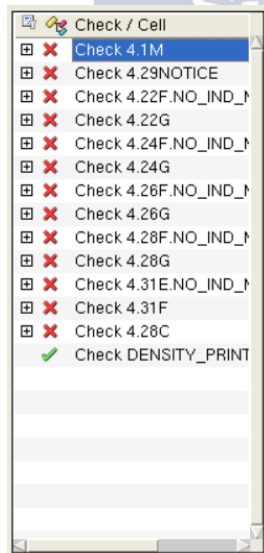 Check / Cell
Check 4.1M
Check 4.29NOTICE
Check 4.22F.NO_IND_
Check 4.22G
Check 4.24F.NO_IND_
Check 4.24G
Check 4.26F.NO_IND_
Check 4.26G
Check 4.28F.NO_IND_
Check 4.28G
Check 4.31E.NO_IND_
Check 4.31F
Check 4.28C
Check DENSITY_PRINT